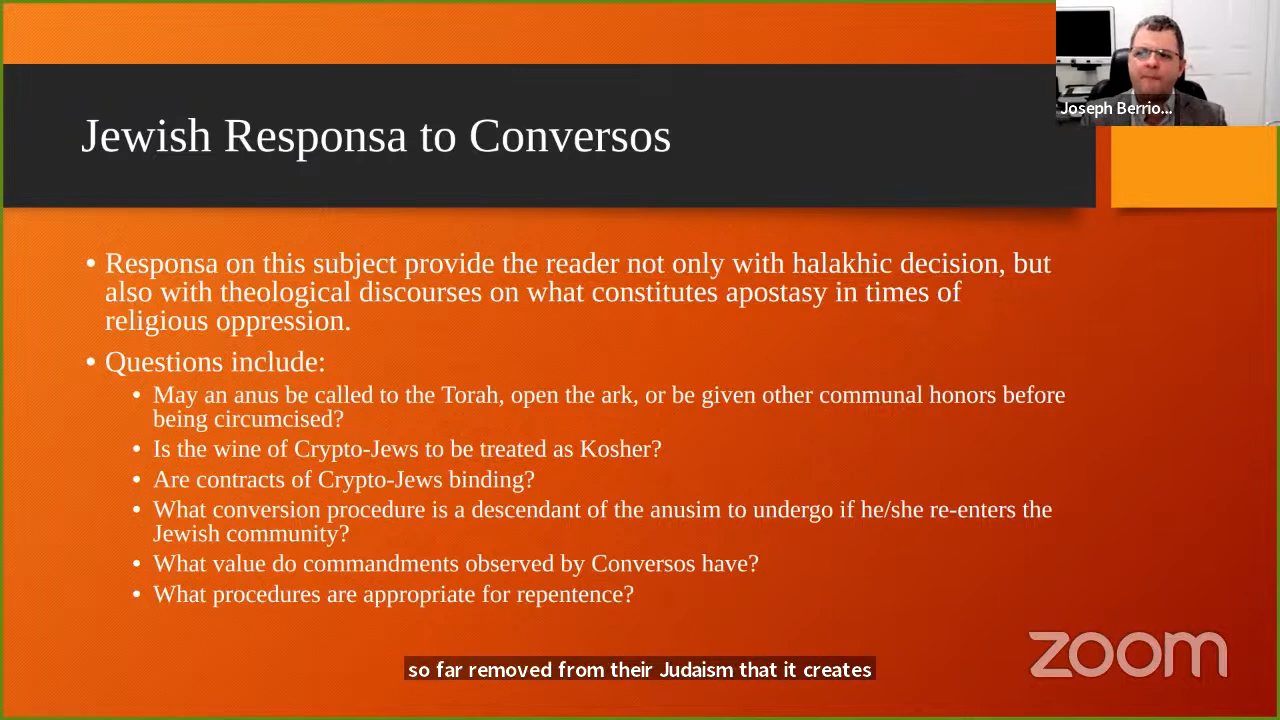 Joseph Berrio...
Jewish Responsa to Conversos
• Responsa on this subject provide the reader not only with halakhic decision, but
also with theological discourses on what constitutes apostasy in times of
religious oppression.
• Questions include:
• May an anus be called to the Torah, open the ark, or be given other communal honors before
being circumcised?
• Is the wine of Crypto-Jews to be treated as Kosher?
• Are contracts of Crypto-Jews binding?
• What conversion procedure is a descendant of the anusim to undergo if he/she re-enters the
Jewish community?
• What value do commandments observed by Conversos have?
• What procedures are appropriate for repentence?
zoom
so far removed from their Judaism that it creates